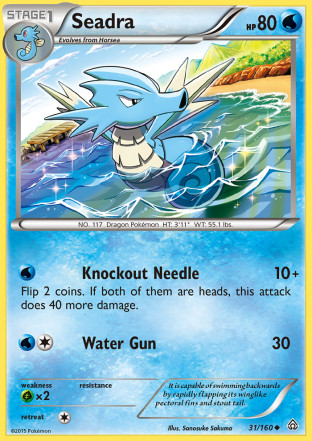 STAGE1 Seadra HP80
Evolves from Horsea
NO. 117 Dragon Pokémon HT: 3'11" WT: 55.1 lbs.
Knockout Needle 10+
Flip 2 coins. If both of them are heads, this attack
does 40 more damage.
Water Gun 30
weakness resistance
×2
retreat
It is capable of swimming backwards
by rapidly flapping its winglike
pectoral fins and stout tail.
©2015 Pokémon Illus. Sanosuke Sakuma 31/160